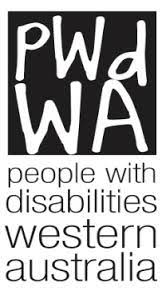 PWd
WA
people with
disabilities
western
australia